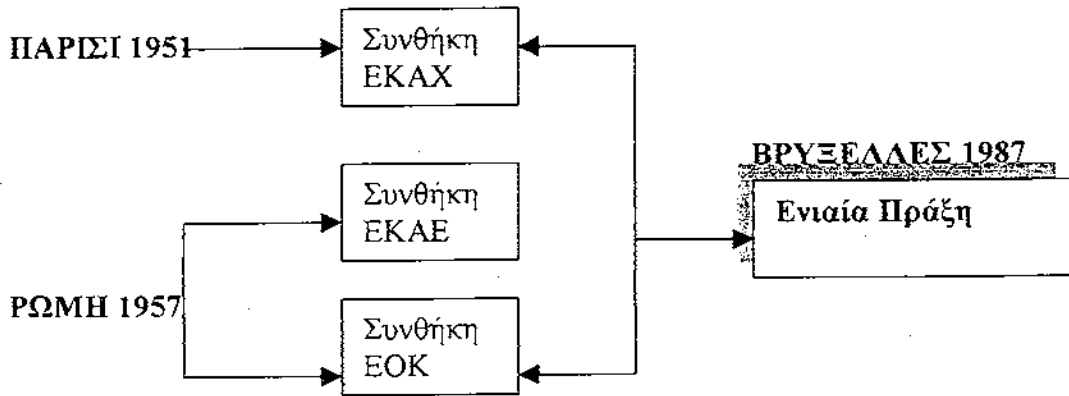 ΠΑΡΙΣΙ 1951
Συνθήκη
ΕΚΑΧ
ΒΡΥΞΕΛΛΕΣ 1987
Ενιαία Πράξη
Συνθήκη
ΕΚΑΕ
ΡΩΜΗ 1957
Συνθήκη
ΕΟΚ